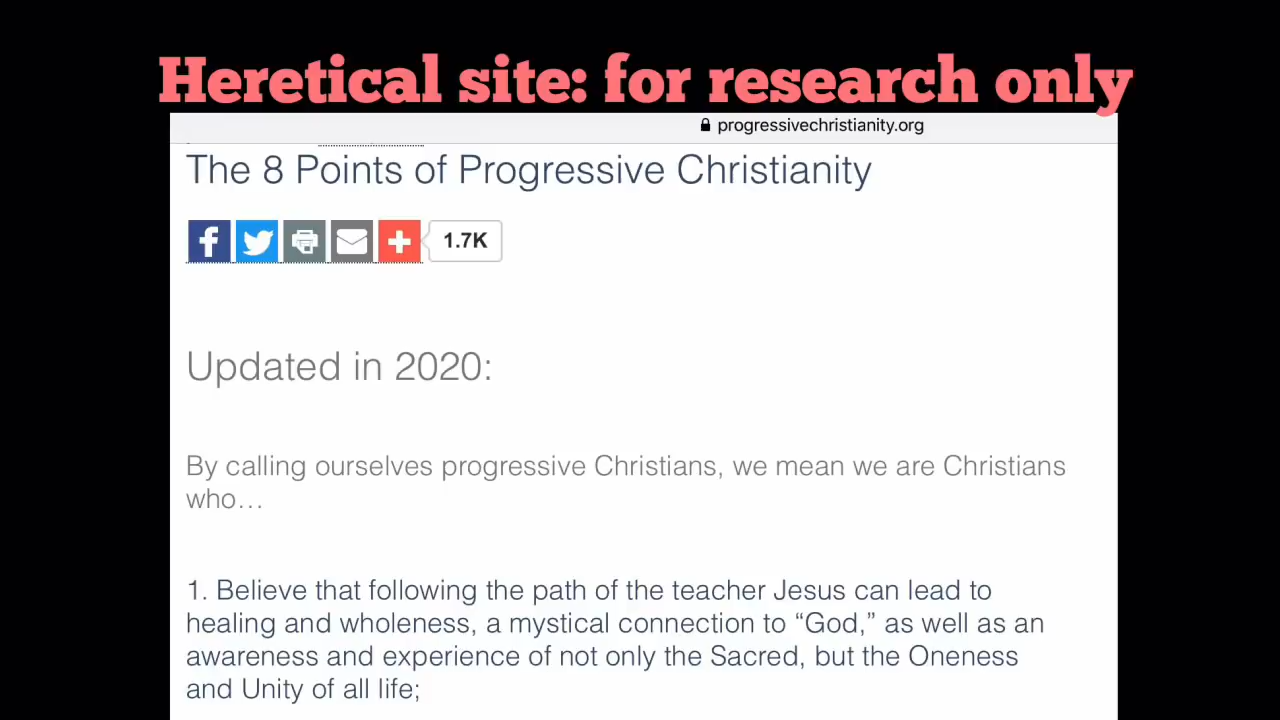 Heretical site: for research only
progressivechristianity.org
The 8 Points of Progressive Christianity
f
1.7K
Updated in 2020:
By calling ourselves progressive Christians, we mean we are Christians
who…
1. Believe that following the path of the teacher Jesus can lead to
healing and wholeness, a mystical connection to “God,” as well as an
awareness and experience of not only the Sacred, but the Oneness
and Unity of all life;